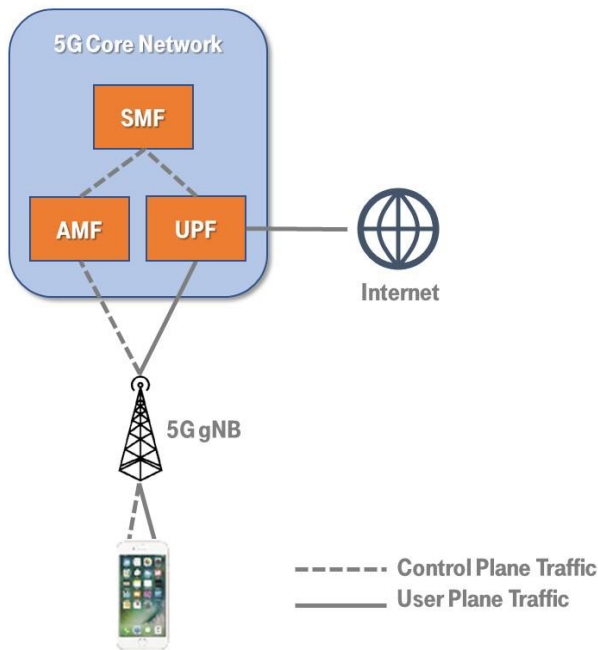 5G Core Network
SMF
AMF
UPF
Internet
5G gNB
Control Plane Traffic
User Plane Traffic